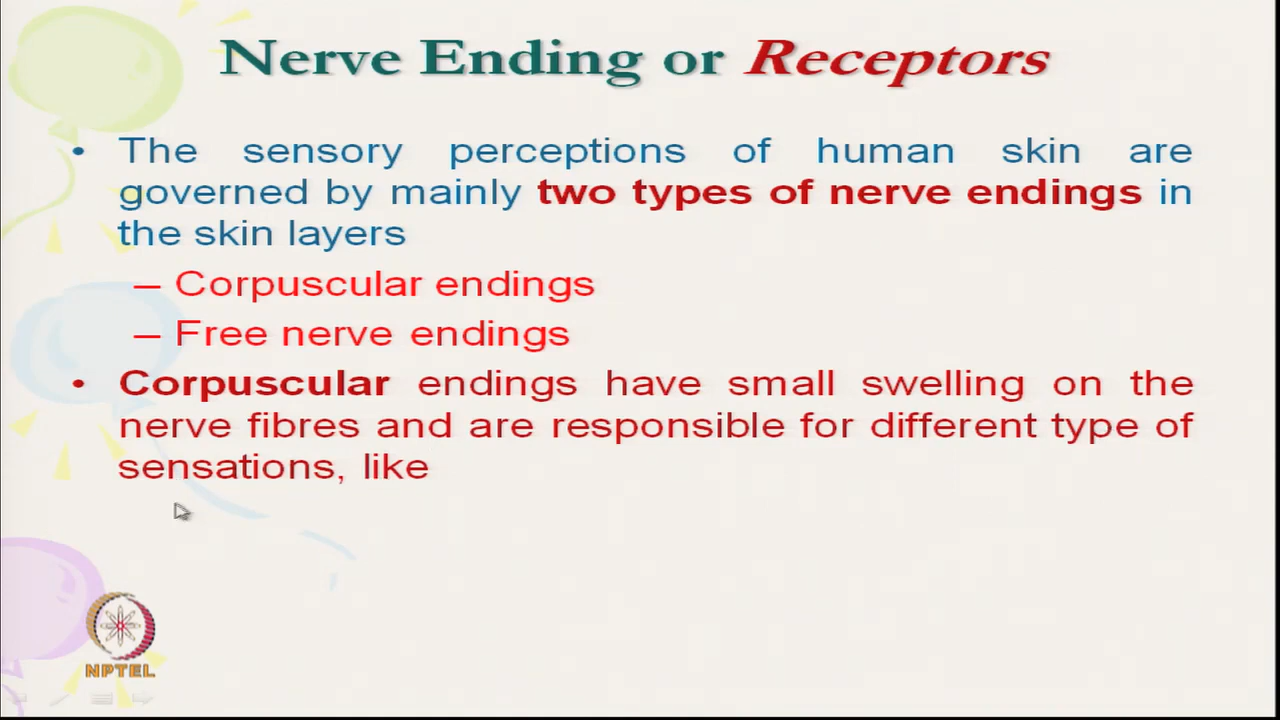 Nerve Ending or Receptors
• The sensory perceptions of human skin are
governed by mainly two types of nerve endings in
the skin layers
– Corpuscular endings
– Free nerve endings
• Corpuscular endings have small swelling on the
nerve fibres and are responsible for different type of
sensations, like
NPTEL